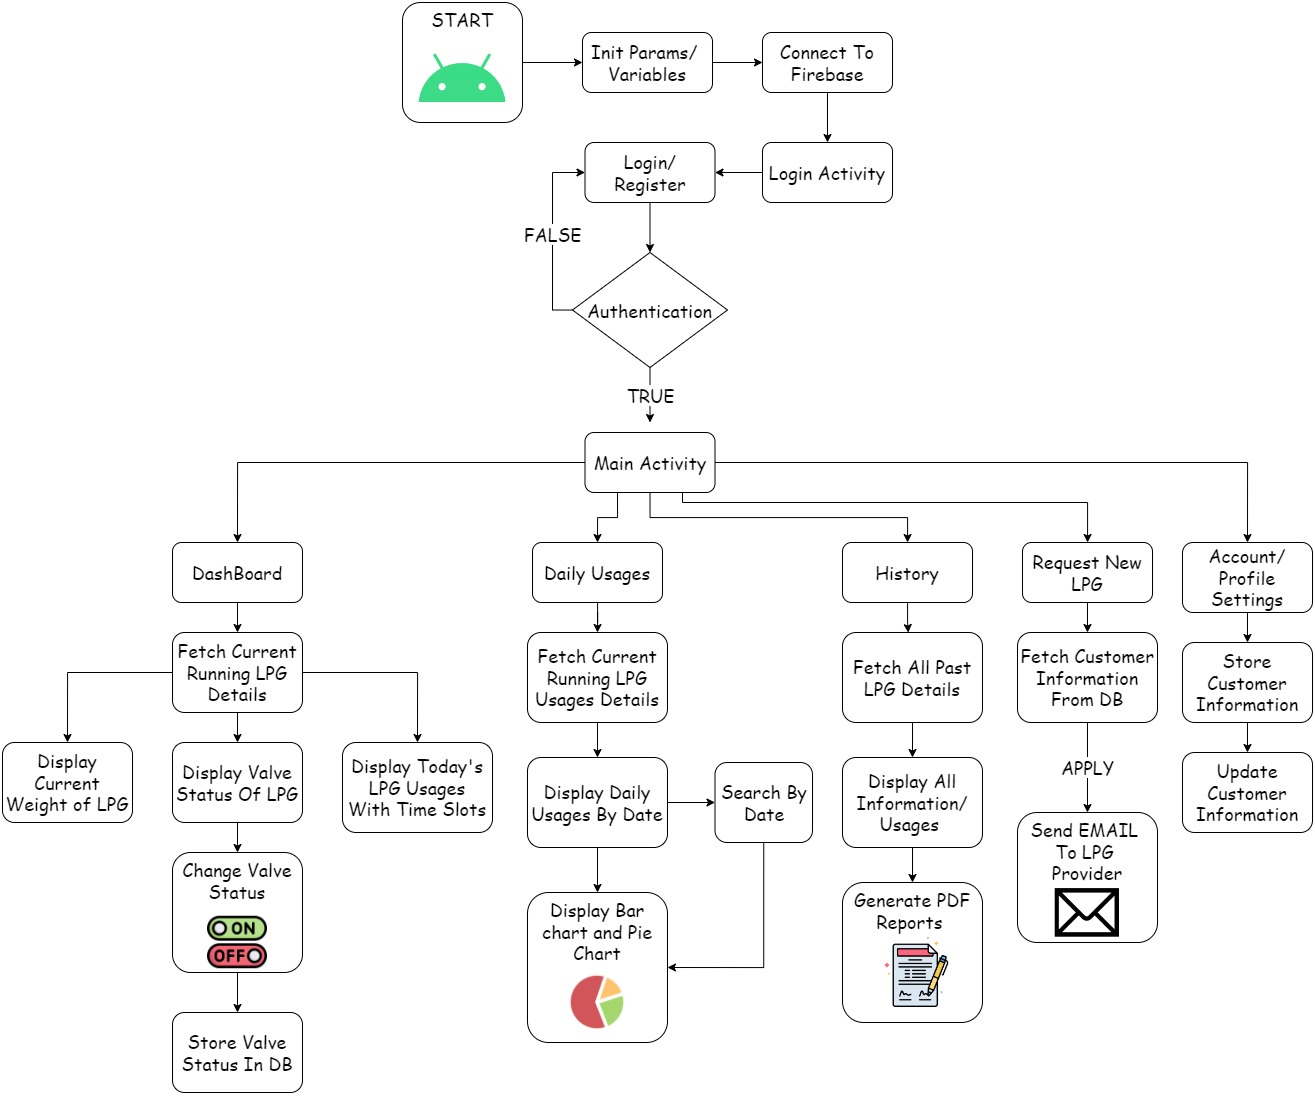 START
Init Params/
Variables
Connect To
Firebase
Login/
Register
Login Activity
FALSE
Authentication
TRUE
Main Activity
DashBoard
Daily Usages
History
Request New
LPG
Account/
Profile
Settings
Fetch Current
Running LPG
Details
Fetch Current
Running LPG
Usages Details
Fetch All Past
LPG Details
Fetch Customer
Information
From DB
Store
Customer
Information
Display
Current
Weight of LPG
Display Valve
Status Of LPG
Display Today's
LPG Usages
With Time Slots
Display Daily
Usages By Date
Search By
Date
Display All
Information/
Usages
APPLY
Update
Customer
Information
Change Valve
Status
ON
OFF
Display Bar
chart and Pie
Chart
Generate PDF
Reports
Send EMAIL
To LPG
Provider
Store Valve
Status In DB